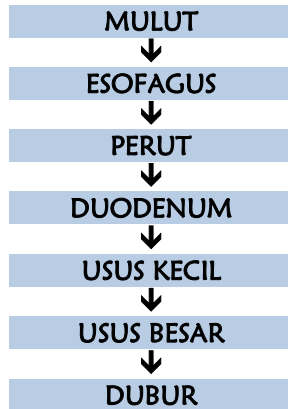 MULUT
ESOFAGUS
PERUT
DUODENUM
USUS KECIL
USUS BESAR
DUBUR